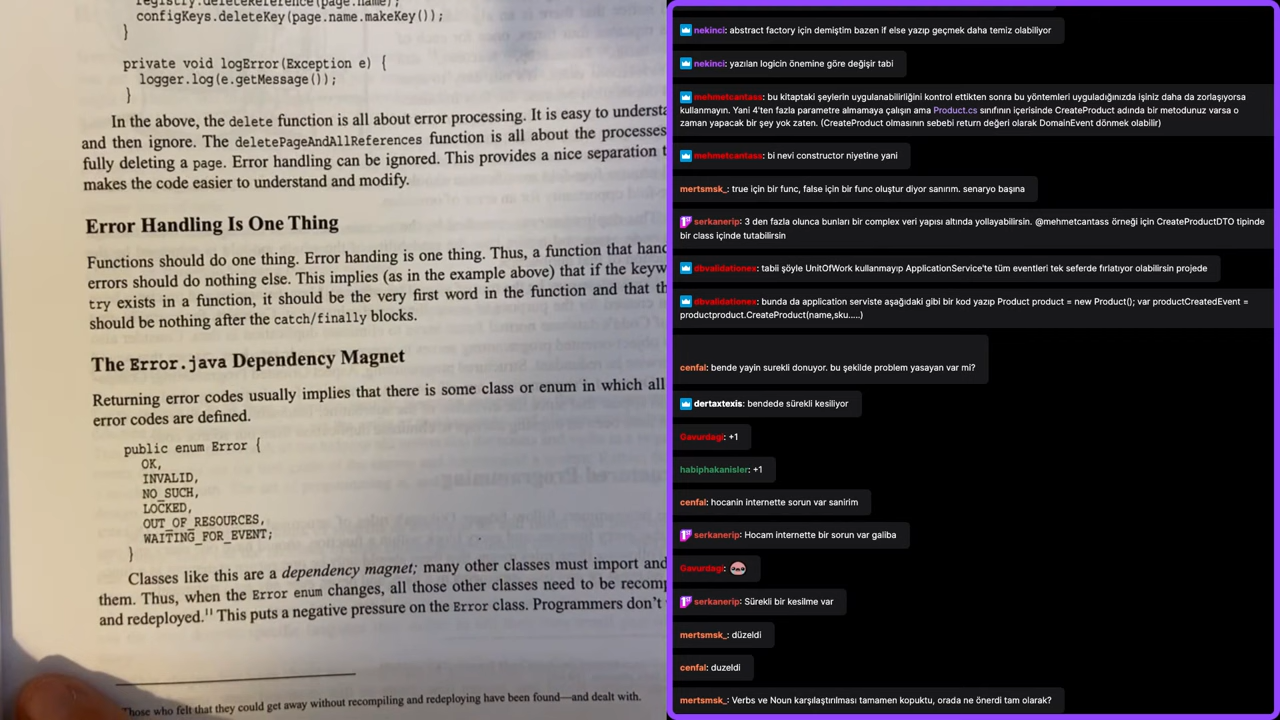 registry.deleteReference(page.name);
configKeys.deleteKey(page.name.makeKey());
}
private void logError(Exception e) {
logger.log(e.getMessage());
}
In the above, the delete function is all about error processing. It is easy to understa
and then ignore. The deletePageAndAllReferences function is all about the processes
fully deleting a page. Error handling can be ignored. This provides a nice separation t
makes the code easier to understand and modify.
Error Handling Is One Thing
Functions should do one thing. Error handing is one thing. Thus, a function that hand
errors should do nothing else. This implies (as in the example above) that if the keyw
try exists in a function, it should be the very first word in the function and that th
should be nothing after the catch/finally blocks.
The Error.java Dependency Magnet
Returning error codes usually implies that there is some class or enum in which all
error codes are defined.
public enum Error {
OK,
INVALID,
NO_SUCH,
LOCKED,
OUT_OF_RESOURCES,
WAITING_FOR_EVENT;
}
Classes like this are a dependency magnet; many other classes must import and
them. Thus, when the Error enum changes, all those other classes need to be recomp
and redeployed.11 This puts a negative pressure on the Error class. Programmers don't
Those who felt that they could get away without recompiling and redeploying have been found—and dealt with.
nekinci: abstract factory için demiştim bazen if else yazıp geçmek daha temiz olabiliyor
nekinci: yazılan logicin önemine göre değişir tabi
mehmetcantass: bu kitaptaki şeylerin uygulanabilirliğini kontrol ettikten sonra bu yöntemleri uyguladığınızda işiniz daha da zorlaşıyorsa
kullanmayın. Yani 4'ten fazla parametre almamaya çalışın ama Product.cs sınıfının içerisinde CreateProduct adında bir metodunuz varsa o
zaman yapacak bir şey yok zaten. (CreateProduct olmasının sebebi return değeri olarak DomainEvent dönmek olabilir)
mehmetcantass: bi nevi constructor niyetine yani
mertsmsk_: true için bir func, false için bir func oluştur diyor sanırım. senaryo başına
serkanerip: 3 den fazla olunca bunları bir complex veri yapısı altında yollayabilirsin. @mehmetcantass örneği için CreateProductDTO tipinde
bir class içinde tutabilirsin
dbvalidationex: tabii şöyle UnitOfWork kullanmayıp ApplicationService'te tüm eventleri tek seferde fırlatıyor olabilirsin projede
dbvalidationex: bunda da application serviste aşağıdaki gibi bir kod yazıp Product product = new Product(); var productCreatedEvent =
productproduct.CreateProduct(name,sku.....)
cenfal: bende yayin surekli donuyor. bu şekilde problem yasayan var mi?
dertaxtexis: bendede sürekli kesiliyor
Gavurdagi: +1
habiphakanisler: +1
cenfal: hocanin internette sorun var sanirim
serkanerip: Hocam internette bir sorun var galiba
Gavurdagi:
serkanerip: Sürekli bir kesilme var
mertsmsk_: düzeldi
cenfal: duzeldi
mertsmsk_: Verbs ve Noun karşılaştırılması tamamen kopuktu, orada ne önerdi tam olarak?